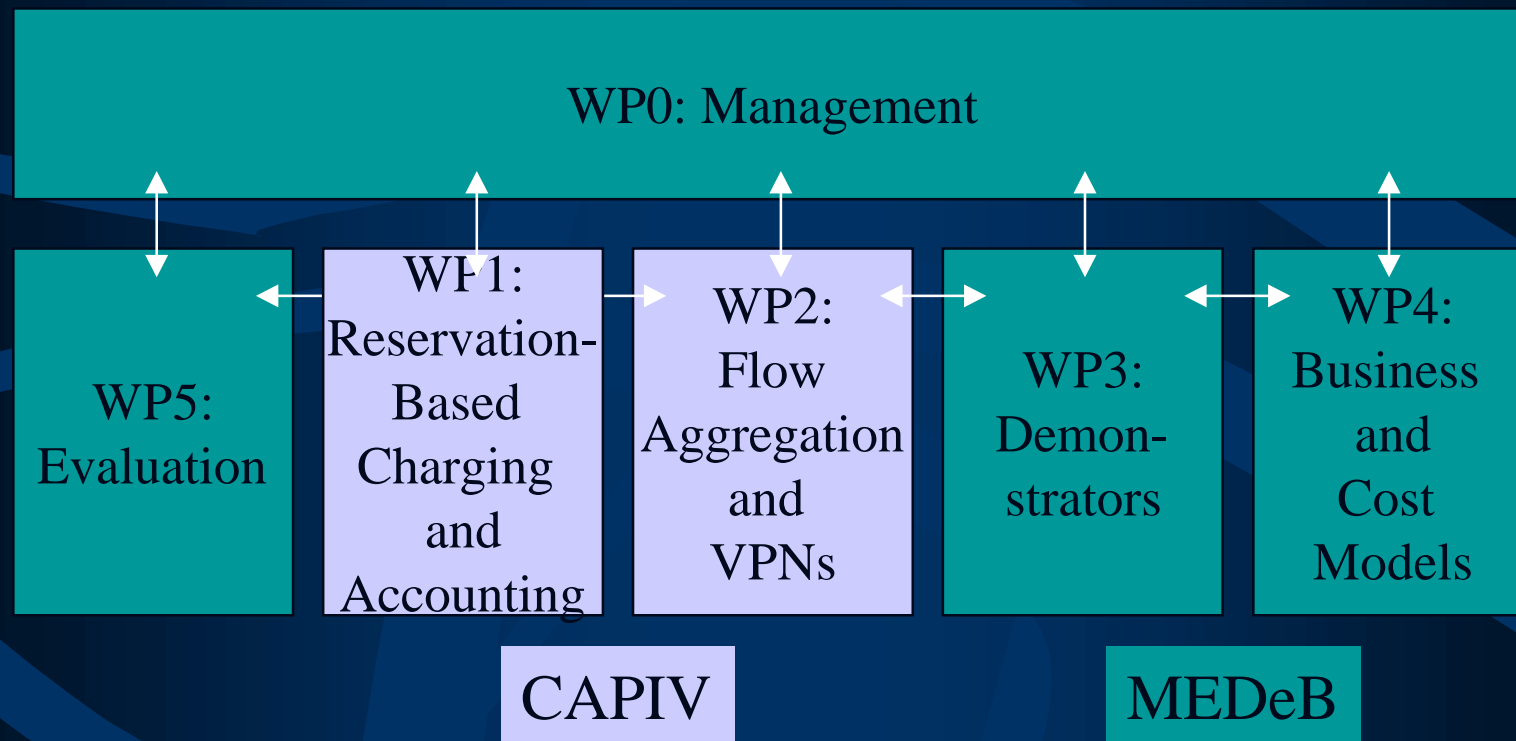 WP0: Management
WP5:
Evaluation
WP1:
Reservation-
Based
Charging
and
Accounting
WP2:
Flow
Aggregation
and
VPNs
WP3:
Demon-
strators
WP4:
Business
and
Cost
Models
CAPIV
MEDeB